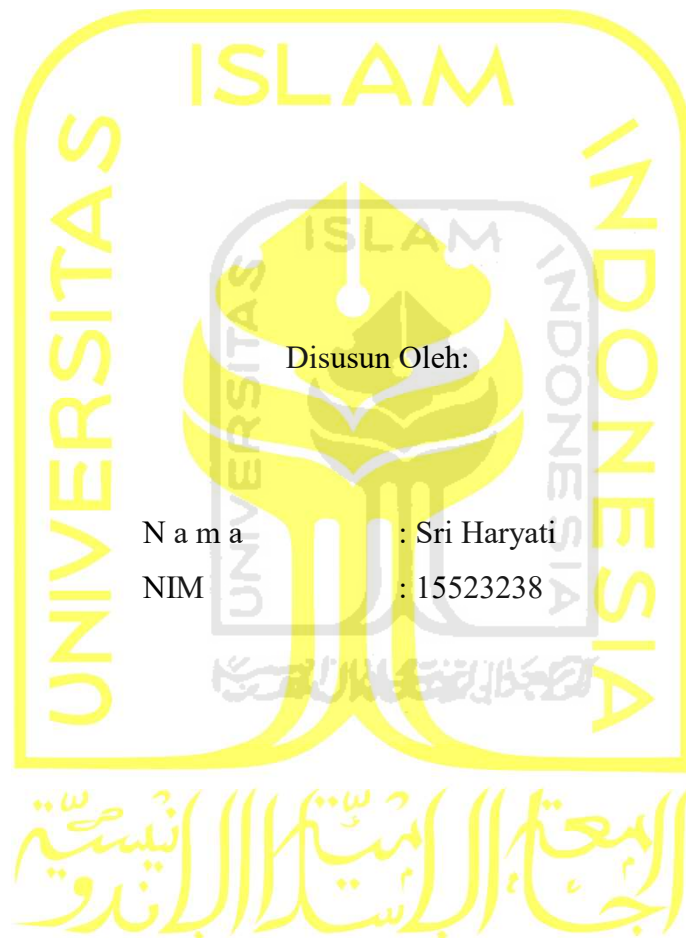 ISLAM
UNIVERSITAS
INDONESIA
ISLAM
UNIVERSITAS
INDONESIA
Disusun Oleh:
N a m a : Sri Haryati
NIM : 15523238